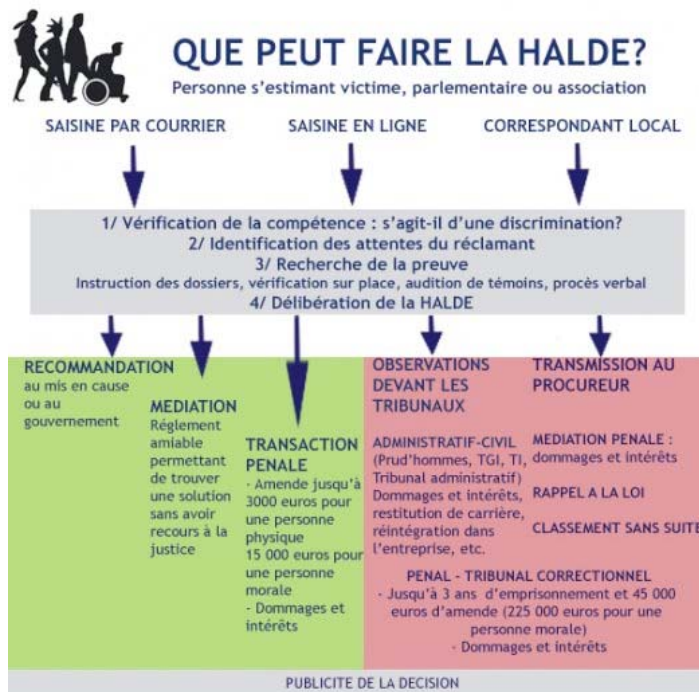 QUE PEUT FAIRE LA HALDE?
Personne s'estimant victime, parlementaire ou association
SAISINE PAR COURRIER
SAISINE EN LIGNE
CORRESPONDANT LOCAL
1/ Vérification de la compétence : s'agit-il d'une discrimination?
2/ Identification des attentes du réclamant
3/ Recherche de la preuve
Instruction des dossiers, vérification sur place, audition de témoins, procès verbal
4/ Délibération de la HALDE
RECOMMANDATION
au mis en cause
ou au
gouvernement
MEDIATION
Réglement
amiable
permettant
de trouver
une solution
sans avoir
recours à la
justice
TRANSACTION
PENALE
- Amende jusqu'à
3000 euros pour
une personne
physique
15 000 euros pour
une personne
morale
- Dommages et
intérêts
OBSERVATIONS
DEVANT LES
TRIBUNAUX
ADMINISTRATIF-CIVIL
(Prud'hommes, TGI, TI,
Tribunal administratif)
Dommages et intérêts,
restitution de carrière,
réintégration dans
l'entreprise, etc.
TRANSMISSION AU
PROCUREUR
MEDIATION PENALE :
dommages et intérêts
RAPPEL A LA LOI
CLASSEMENT SANS SUITE
PENAL - TRIBUNAL CORRECTIONNEL
- Jusqu'à 3 ans d'emprisonnement et 45 000
euros d'amende (225 000 euros pour une
personne morale)
- Dommages et intérêts
PUBLICITE DE LA DECISION